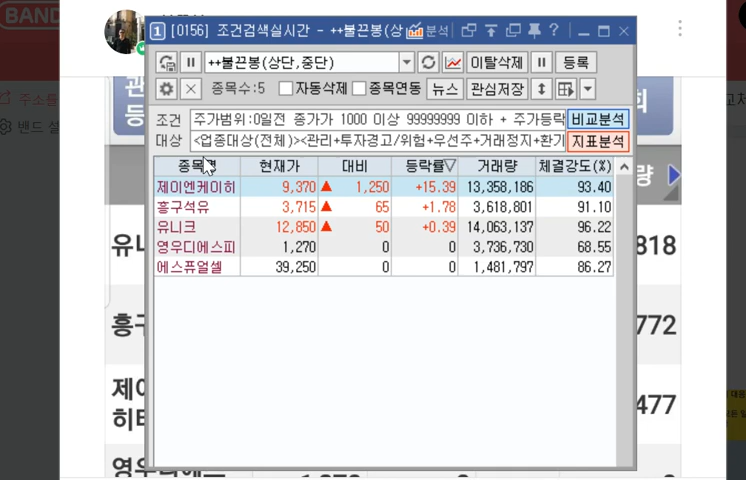 BAND
[0156] 조건검색실시간 - ++불끈봉(상 분석
++불끈봉(상단,중단) 이탈삭제 등록
종목수:5 자동삭제 종목연동 뉴스 관심저장
조건 주가범위:0일전 종가가 1000 이상 99999999 이하 + 주가등락 비교분석
대상 <업종대상(전체)><관리+투자경고/위험+우선주+거래정지+환기 지표분석
현재가 대비 등락률▽ 거래량 체결강도(%)
제이엔케이히 9,370 ▲ 1,250 +15.39 13,358,186 93.40
흥구석유 3,715 ▲ 65 +1.78 3,618,801 91.10
유니크 12,850 ▲ 50 +0.39 14,063,137 96.22
영우디에스피 1,270 0 0 3,736,730 68.55
에스퓨얼셀 39,250 0 0 1,481,797 86.27
주소를
밴드 설
관
등
량
유니
818
흥구
772
제이
히터
477